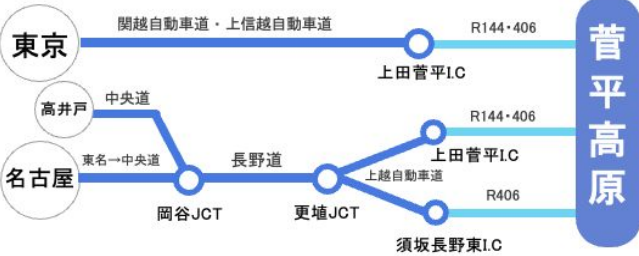 関越自動車道・上信越自動車道
R144・406
東京
上田菅平I.C
高井戸
中央道
R144・406
名古屋
東名→中央道
長野道
上田菅平I.C
上越自動車道
R406
岡谷JCT
更埴JCT
須坂長野東I.C
菅平高原